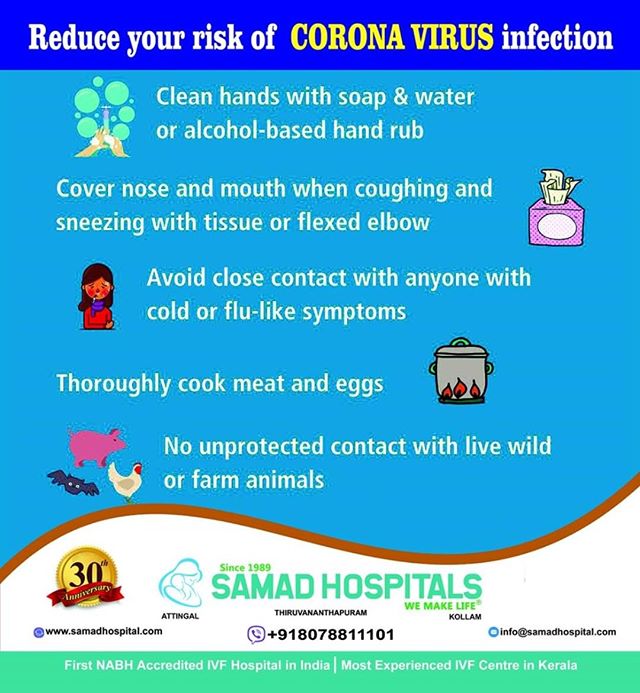 Reduce your risk of CORONA VIRUS infection
Clean hands with soap & water
or alcohol-based hand rub
Cover nose and mouth when coughing and
sneezing with tissue or flexed elbow
Avoid close contact with anyone with
cold or flu-like symptoms
Thoroughly cook meat and eggs
No unprotected contact with live wild
or farm animals
30th
Anniversary
Since 1989
SAMAD HOSPITALS
WE MAKE LIFE®
ATTINGAL THIRUVANANTHAPURAM KOLLAM
www.samadhospital.com
+918078811101
info@samadhospital.com
First NABH Accredited IVF Hospital in India | Most Experienced IVF Centre in Kerala